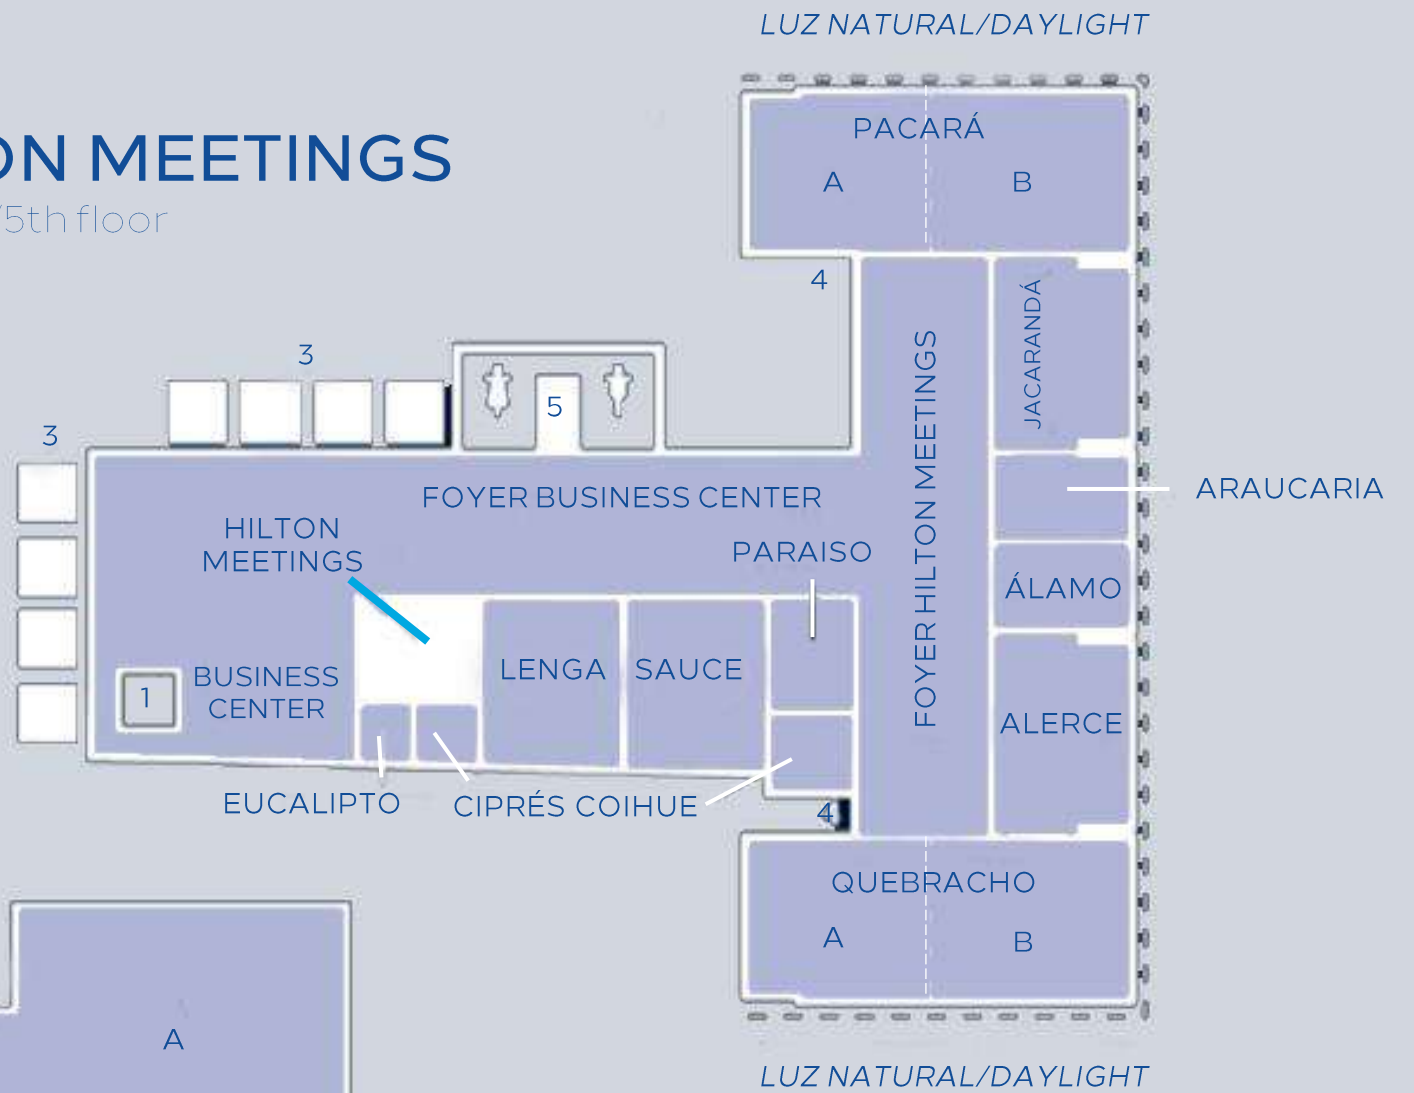 LUZ NATURAL/DAYLIGHT
ON MEETINGS
/5th floor
PACARÁ
A
B
4
JACARANDÁ
3
3
5
FOYER HILTON MEETINGS
FOYER BUSINESS CENTER
ARAUCARIA
HILTON
MEETINGS
PARAISO
ÁLAMO
1
BUSINESS
CENTER
LENGA
SAUCE
ALERCE
EUCALIPTO
CIPRÉS COIHUE
4
QUEBRACHO
A
B
A
LUZ NATURAL/DAYLIGHT